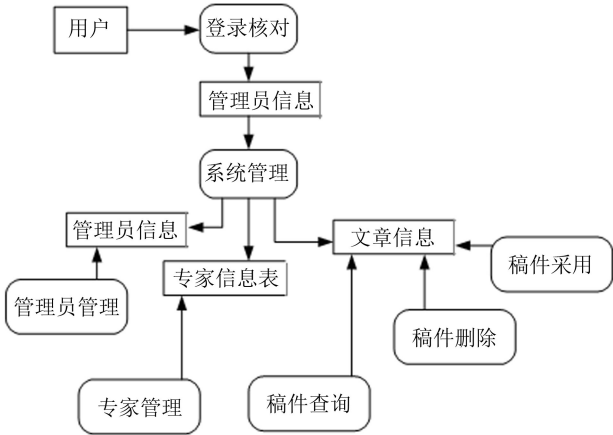 用户
登录核对
管理员信息
系统管理
管理员信息
文章信息
专家信息表
稿件采用
管理员管理
稿件删除
专家管理
稿件查询